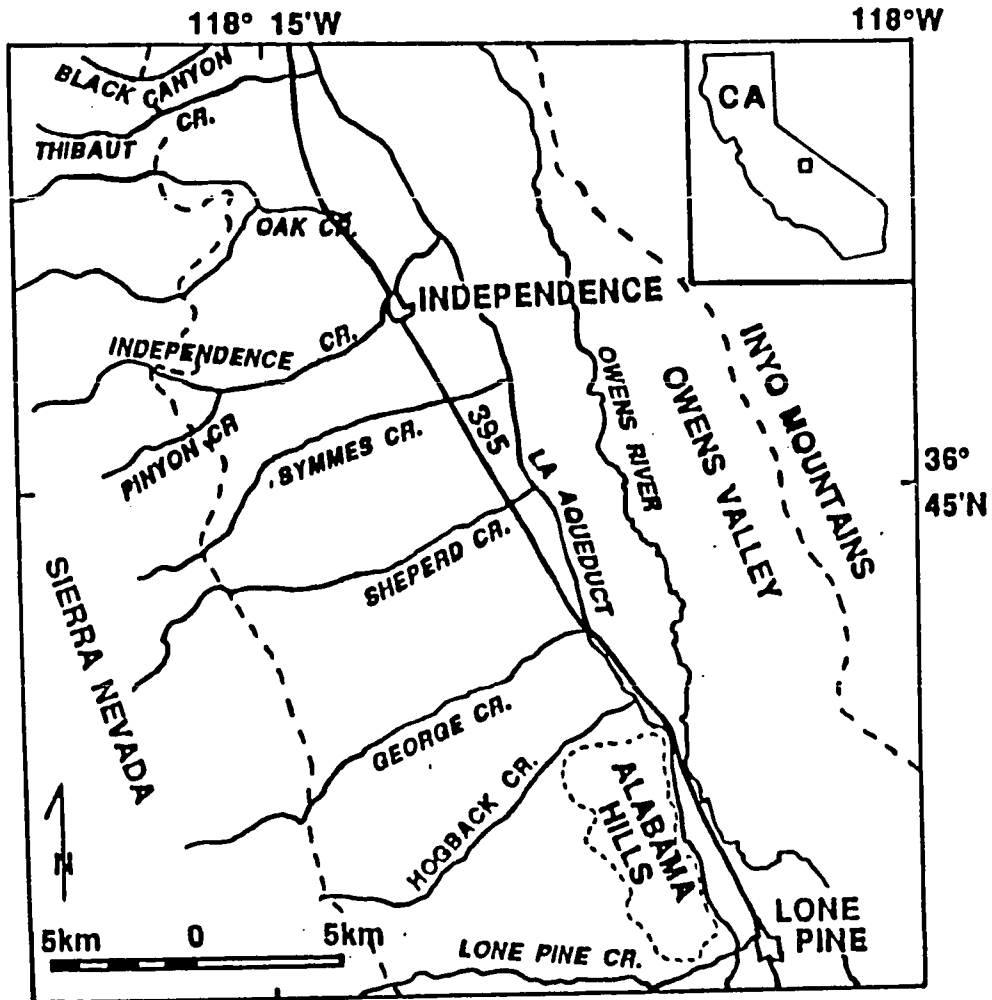 118° 15'W
118°W
BLACK CANYON
CR.
THIBAUT
CA
OAK CR.
INDEPENDENCE
INDEPENDENCE CR.
INYO MOUNTAINS
OWENS RIVER
OWENS VALLEY
PINYON CR
SYMMES CR.
395
LA AQUEDUCT
36°
45'N
SHEPERD CR.
SIERRA NEVADA
GEORGE CR.
HOGBACK CR.
ALABAMA
HILLS
N
LONE
PINE
5km 0 5km
LONE PINE CR.